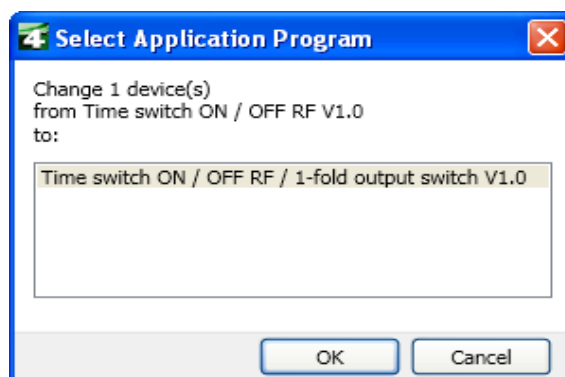 4 Select Application Program
Change 1 device(s)
from Time switch ON / OFF RF V1.0
to:
Time switch ON / OFF RF / 1-fold output switch V1.0
OK Cancel